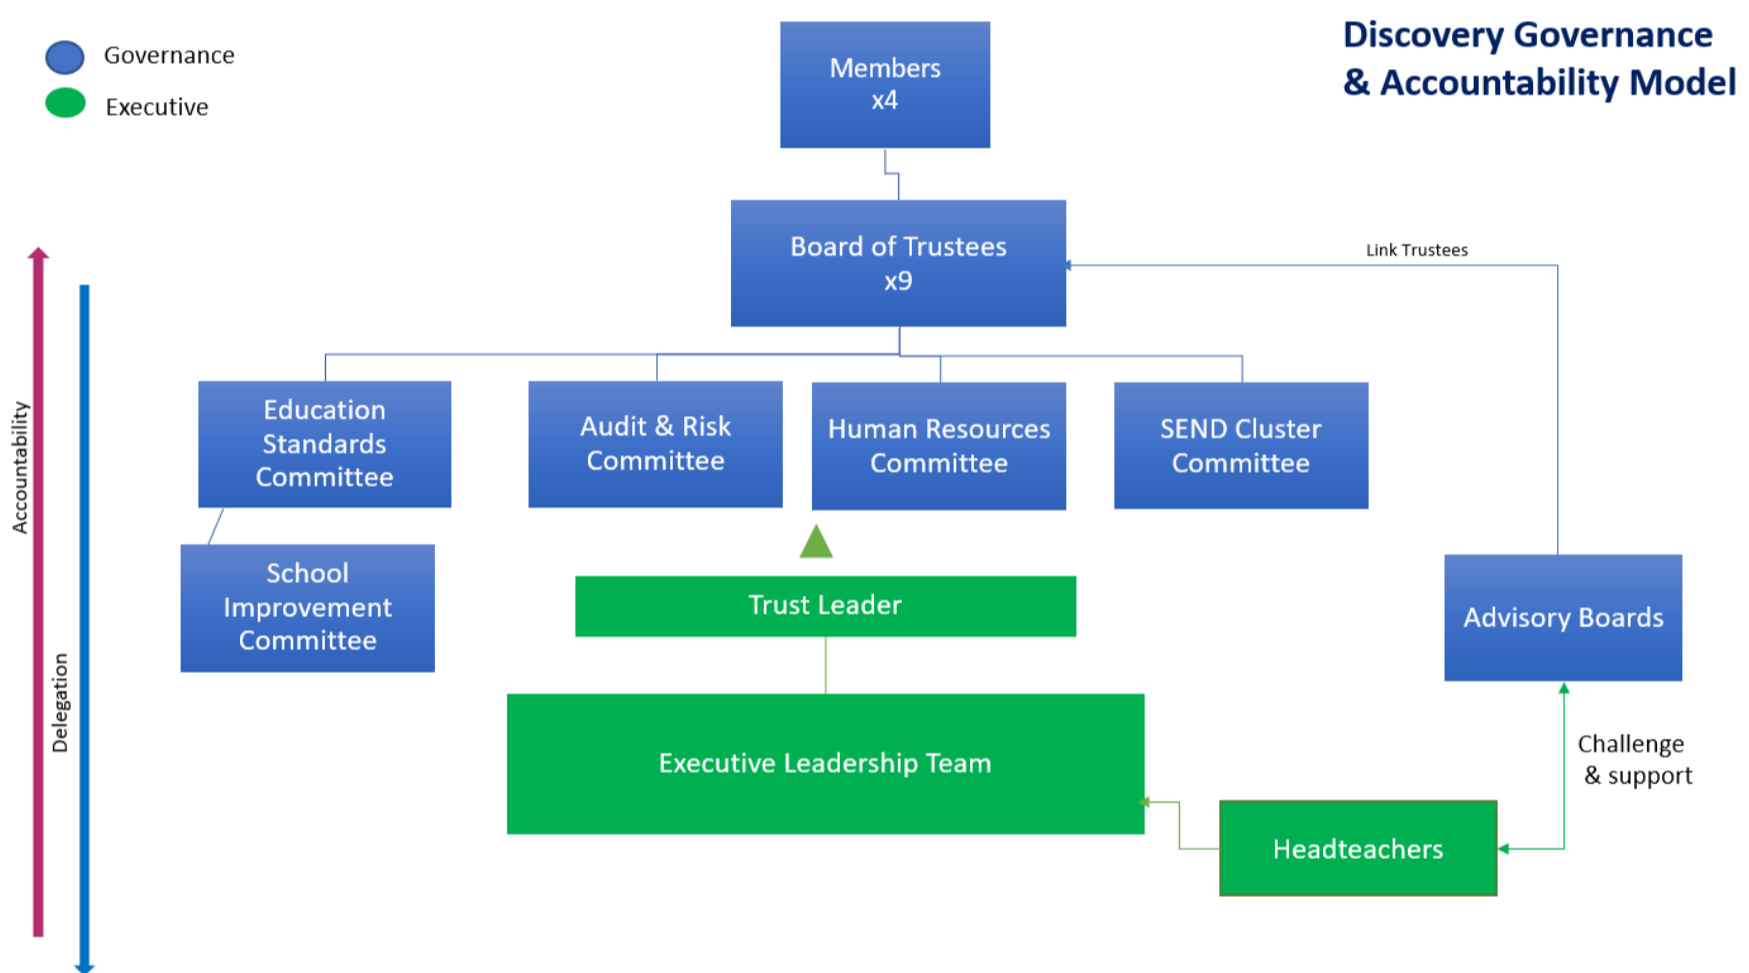 Governance
Executive
Discovery Governance
& Accountability Model
Members
x4
Board of Trustees
x9
Link Trustees
Education
Standards
Committee
Audit & Risk
Committee
Human Resources
Committee
SEND Cluster
Committee
Accountability
Delegation
School
Improvement
Committee
Trust Leader
Advisory Boards
Executive Leadership Team
Challenge
& support
Headteachers